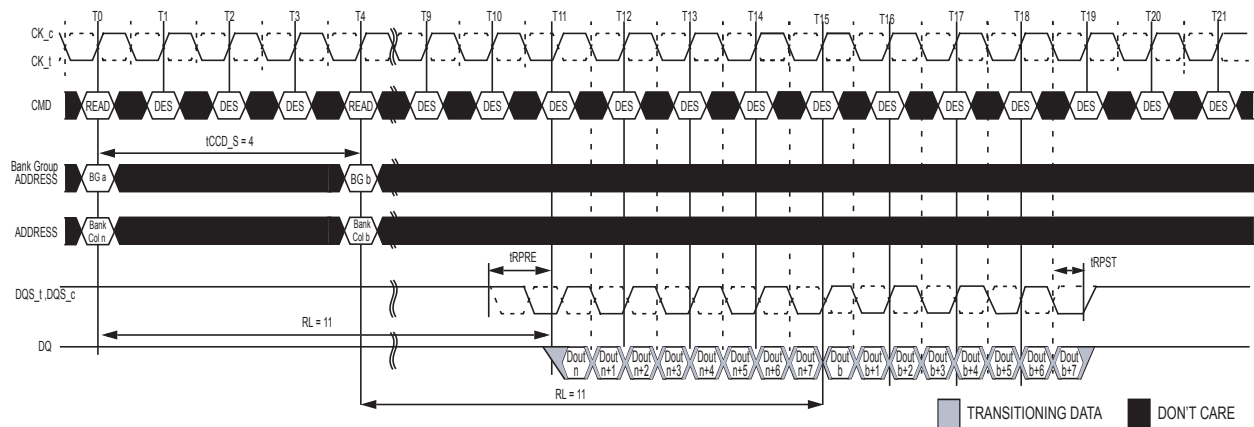 T0 T1 T2 T3 T4 T9 T10 T11 T12 T13 T14 T15 T16 T17 T18 T19 T20 T21
CK_c
CK_t
CMD READ DES DES DES READ DES DES DES DES DES DES DES DES DES DES DES DES DES
tCCD_S = 4
Bank Group
ADDRESS
BG a
BG b
ADDRESS
Bank
Col n
Bank
Col b
tRPRE
tRPST
DQS_t ,DQS_c
RL = 11
DQ
Dout
n
Dout
n+1
Dout
n+2
Dout
n+3
Dout
n+4
Dout
n+5
Dout
n+6
Dout
n+7
Dout
b
Dout
b+1
Dout
b+2
Dout
b+3
Dout
b+4
Dout
b+5
Dout
b+6
Dout
b+7
RL = 11
TRANSITIONING DATA
DON'T CARE